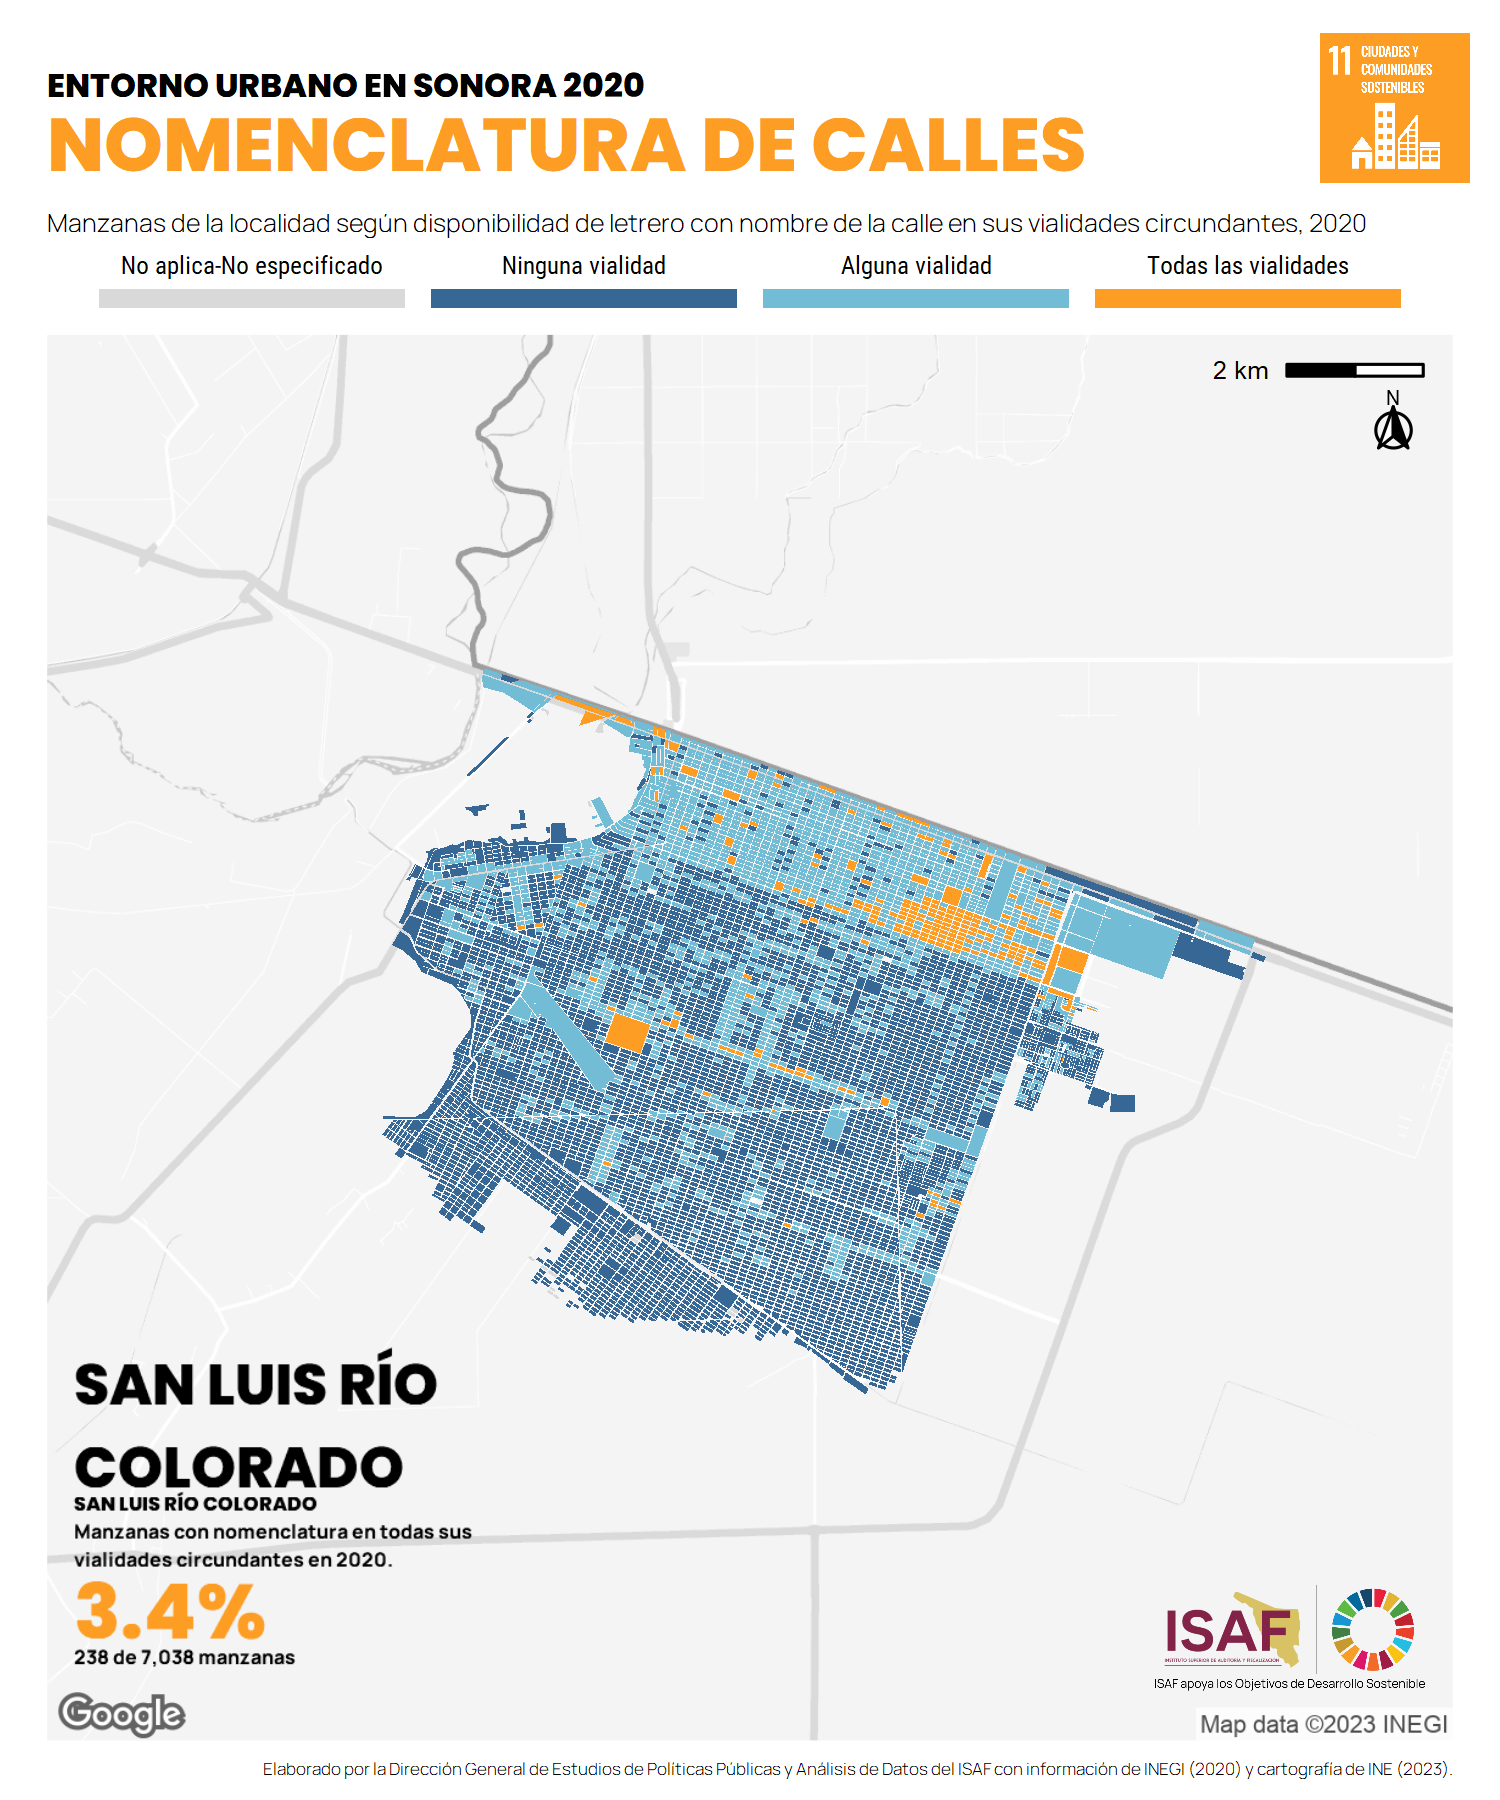 ENTORNO URBANO EN SONORA 2020
NOMENCLATURA DE CALLES
11 CIUDADES Y
COMUNIDADES
SOSTENIBLES
Manzanas de la localidad según disponibilidad de letrero con nombre de la calle en sus vialidades circundantes, 2020
No aplica-No especificado
Ninguna vialidad
Alguna vialidad
Todas las vialidades
2 km
N
SAN LUIS RÍO
COLORADO
SAN LUIS RÍO COLORADO
Manzanas con nomenclatura en todas sus
vialidades circundantes en 2020.
3.4%
238 de 7,038 manzanas
ISAF
INSTITUTO SUPERIOR DE AUDITORÍA Y FISCALIZACIÓN
ISAF apoya los Objetivos de Desarrollo Sostenible
Google
Map data ©2023 INEGI
Elaborado por la Dirección General de Estudios de Políticas Públicas y Análisis de Datos del ISAF con información de INEGI (2020) y cartografía de INE (2023).